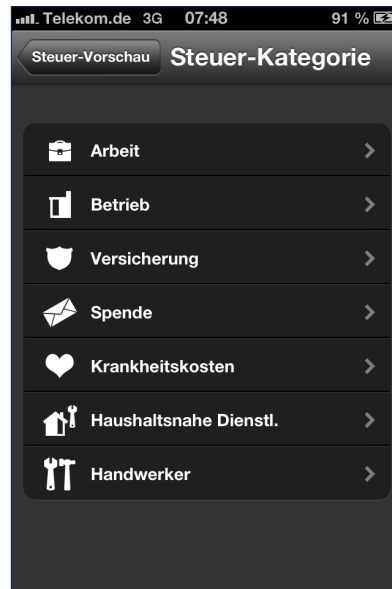 Telekom.de 3G 07:48 91 %
Steuer-Vorschau Steuer-Kategorie
Arbeit
Betrieb
Versicherung
Spende
Krankheitskosten
Haushaltsnahe Dienstl.
Handwerker